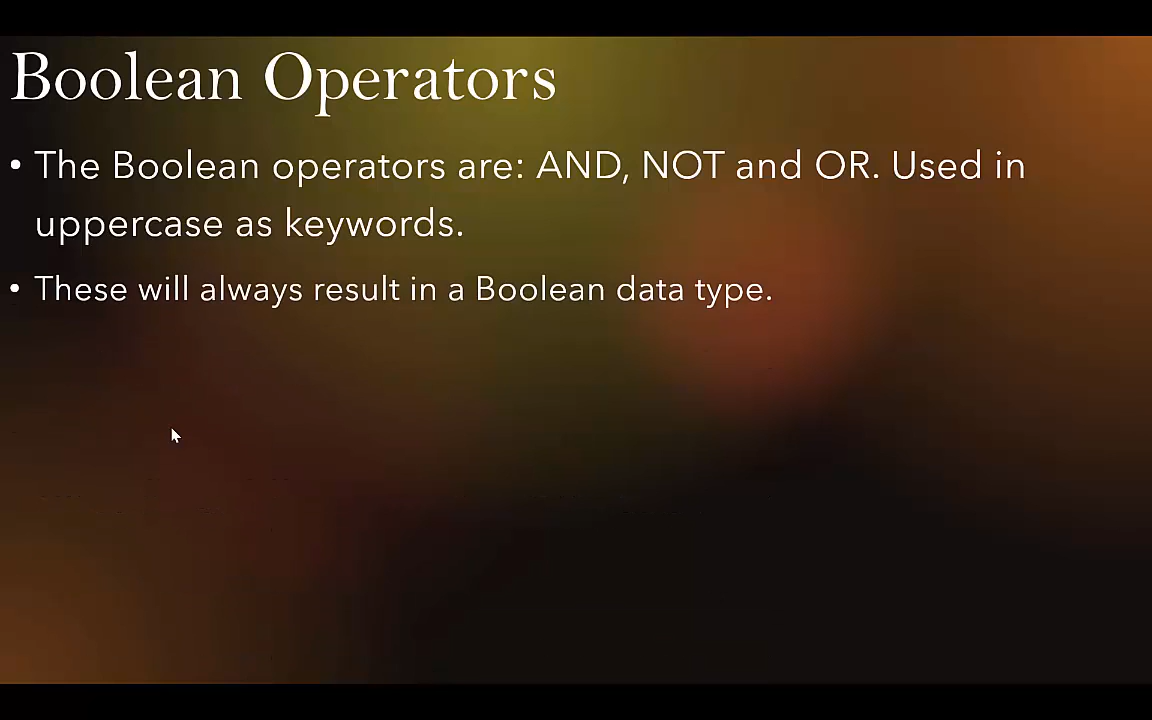 Boolean Operators
• The Boolean operators are: AND, NOT and OR. Used in
uppercase as keywords.
• These will always result in a Boolean data type.